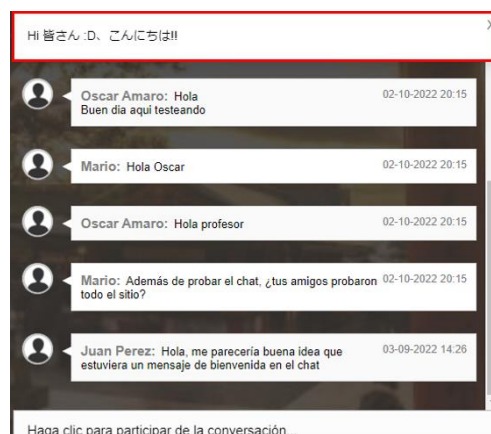 Hi 皆さん :D、こんにちは!!
Oscar Amaro: Hola
02-10-2022 20:15
Buen dia aqui testeando
Mario: Hola Oscar
02-10-2022 20:15
Oscar Amaro: Hola profesor
02-10-2022 20:15
Mario: Además de probar el chat, ¿tus amigos probaron
02-10-2022 20:15
todo el sitio?
Juan Perez: Hola, me parecería buena idea que
03-09-2022 14:26
estuviera un mensaje de bienvenida en el chat
Haga clic para participar de la conversación...